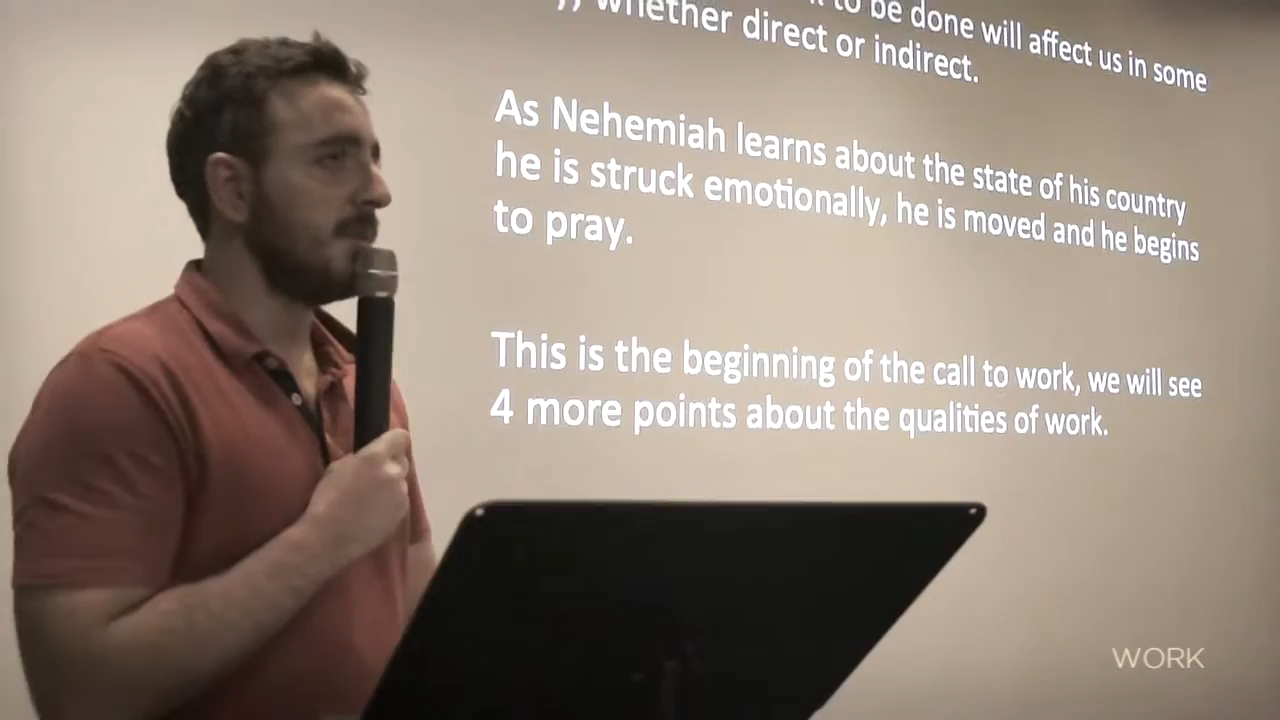 to be done will affect us in some
whether direct or indirect.
As Nehemiah learns about the state of his country
he is struck emotionally, he is moved and he begins
to pray.
This is the beginning of the call to work, we will see
4 more points about the qualities of work.
WORK